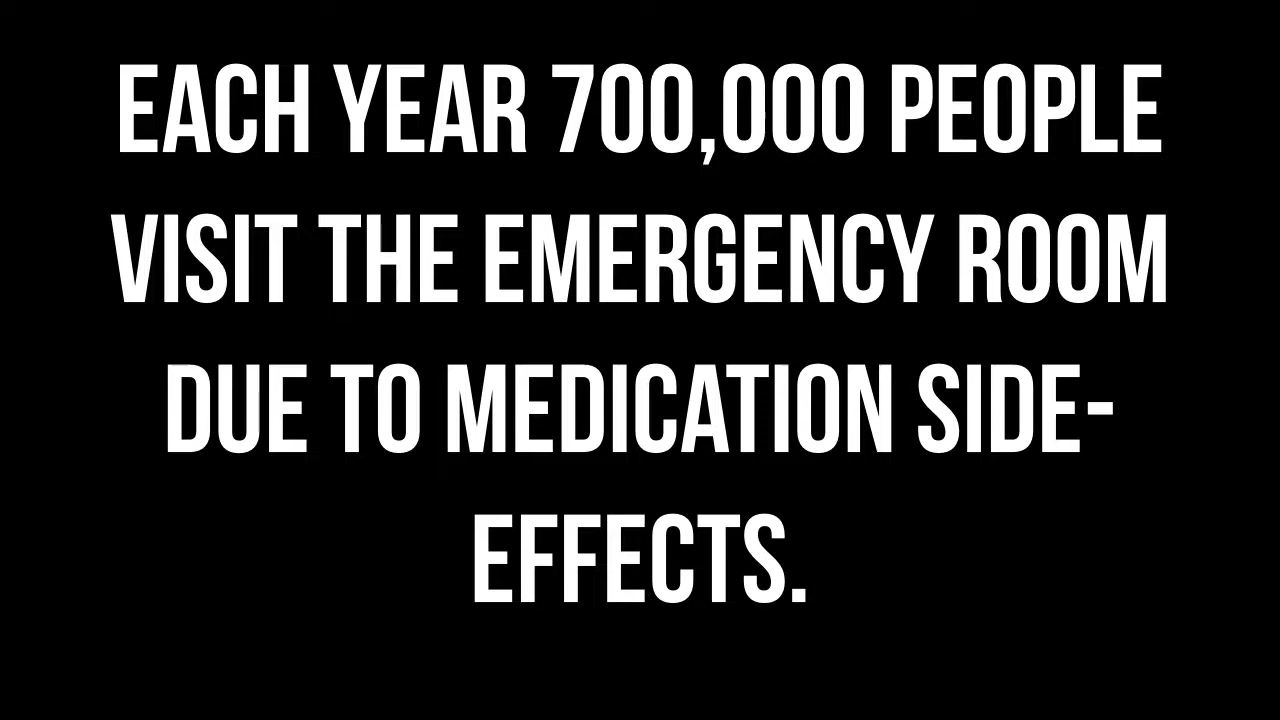 EACH YEAR 700,000 PEOPLE
VISIT THE EMERGENCY ROOM
DUE TO MEDICATION SIDE-
EFFECTS.